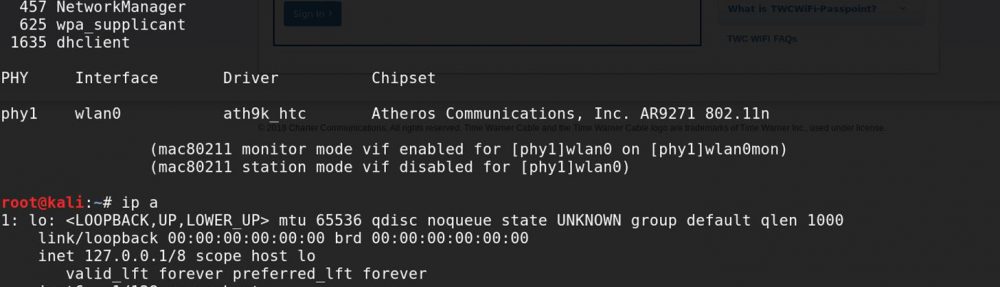 457 NetworkManager
625 wpa_supplicant
1635 dhclient
Sign In ›
What is TWCWiFi-Passpoint?
TWC WiFi FAQs
PHY Interface Driver Chipset
phy1 wlan0 ath9k_htc Atheros Communications, Inc. AR9271 802.11n
Charter Communications. All rights reserved. Time Warner Cable and the Time Warner Cable logo are trademarks of Time Warner Inc., used under license.
(mac80211 monitor mode vif enabled for [phy1]wlan0 on [phy1]wlan0mon)
(mac80211 station mode vif disabled for [phy1]wlan0)
root@kali:~# ip a
1: lo: <LOOPBACK,UP,LOWER_UP> mtu 65536 qdisc noqueue state UNKNOWN group default qlen 1000
link/loopback 00:00:00:00:00:00 brd 00:00:00:00:00:00
inet 127.0.0.1/8 scope host lo
valid_lft forever preferred_lft forever